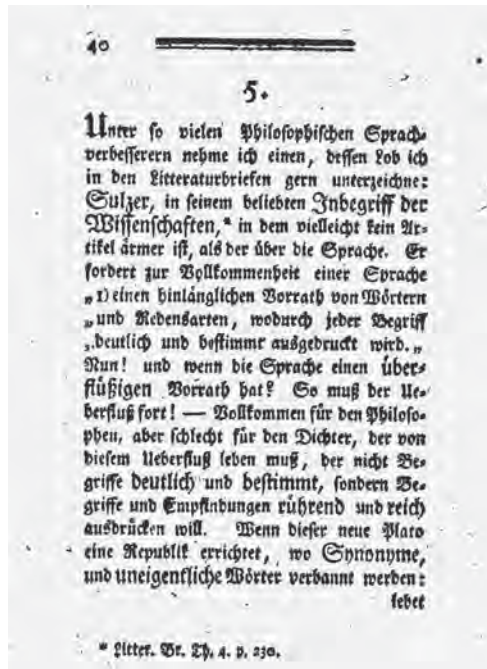 40
5.
Unter so vielen Philosophischen Sprach-
verbesserern nehme ich einen, dessen Lob ich
in den Litteraturbriefen gern unterzeichne:
Sulzer, in seinem beliebten Inbegriff der
Wissenschaften,* in dem vielleicht kein Ar-
tikel ärmer ist, als der über die Sprache. Er
fordert zur Vollkommenheit einer Sprache
„1) einen hinlänglichen Vorrath von Wörtern
„und Redensarten, wodurch jeder Begriff
„deutlich und bestimmt ausgedruckt wird.„
Nun! und wenn die Sprache einen über-
flüßigen Vorrath hat? So muß der Ue-
berfluß fort! — Vollkommen für den Philoso-
phen, aber schlecht für den Dichter, der von
diesem Ueberfluß leben muß, der nicht Be-
griffe deutlich und bestimmt, sondern Be-
griffe und Empfindungen rührend und reich
ausdrücken will. Wenn dieser neue Plato
eine Republik errichtet, wo Synonyme,
und uneigentliche Wörter verbannt werden:
lebet
* Litter. Br. Th. 4. p. 230.